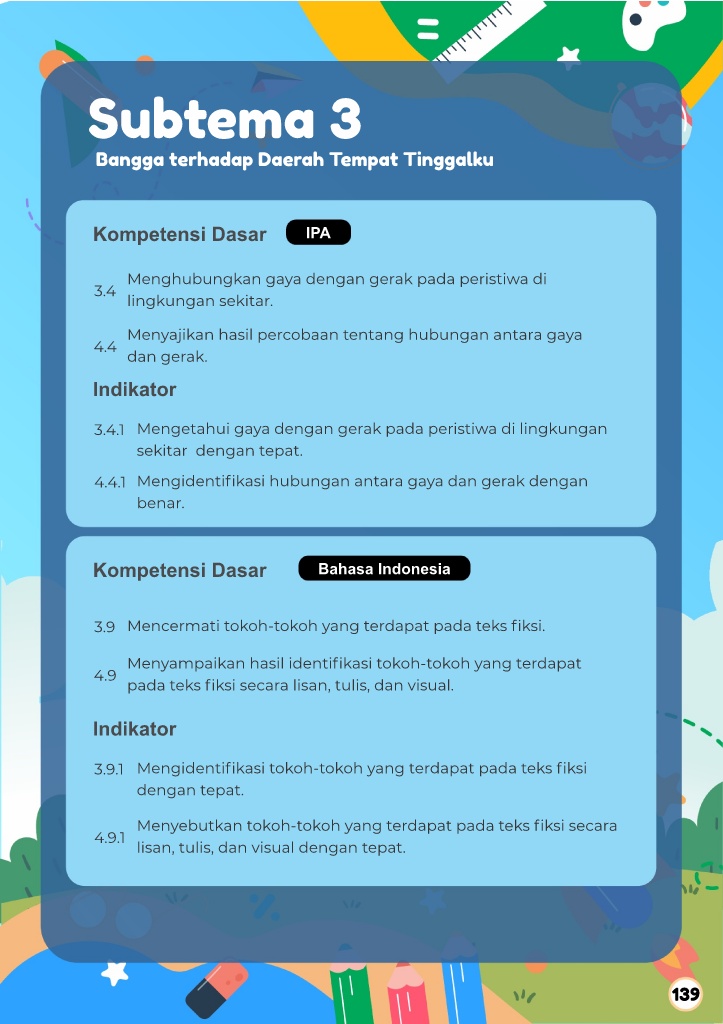 Subtema 3
Bangga terhadap Daerah Tempat Tinggalku
Kompetensi Dasar IPA
3.4 Menghubungkan gaya dengan gerak pada peristiwa di
lingkungan sekitar.
4.4 Menyajikan hasil percobaan tentang hubungan antara gaya
dan gerak.
Indikator
3.4.1 Mengetahui gaya dengan gerak pada peristiwa di lingkungan
sekitar dengan tepat.
4.4.1 Mengidentifikasi hubungan antara gaya dan gerak dengan
benar.
Kompetensi Dasar Bahasa Indonesia
3.9 Mencermati tokoh-tokoh yang terdapat pada teks fiksi.
4.9 Menyampaikan hasil identifikasi tokoh-tokoh yang terdapat
pada teks fiksi secara lisan, tulis, dan visual.
Indikator
3.9.1 Mengidentifikasi tokoh-tokoh yang terdapat pada teks fiksi
dengan tepat.
4.9.1 Menyebutkan tokoh-tokoh yang terdapat pada teks fiksi secara
lisan, tulis, dan visual dengan tepat.
139